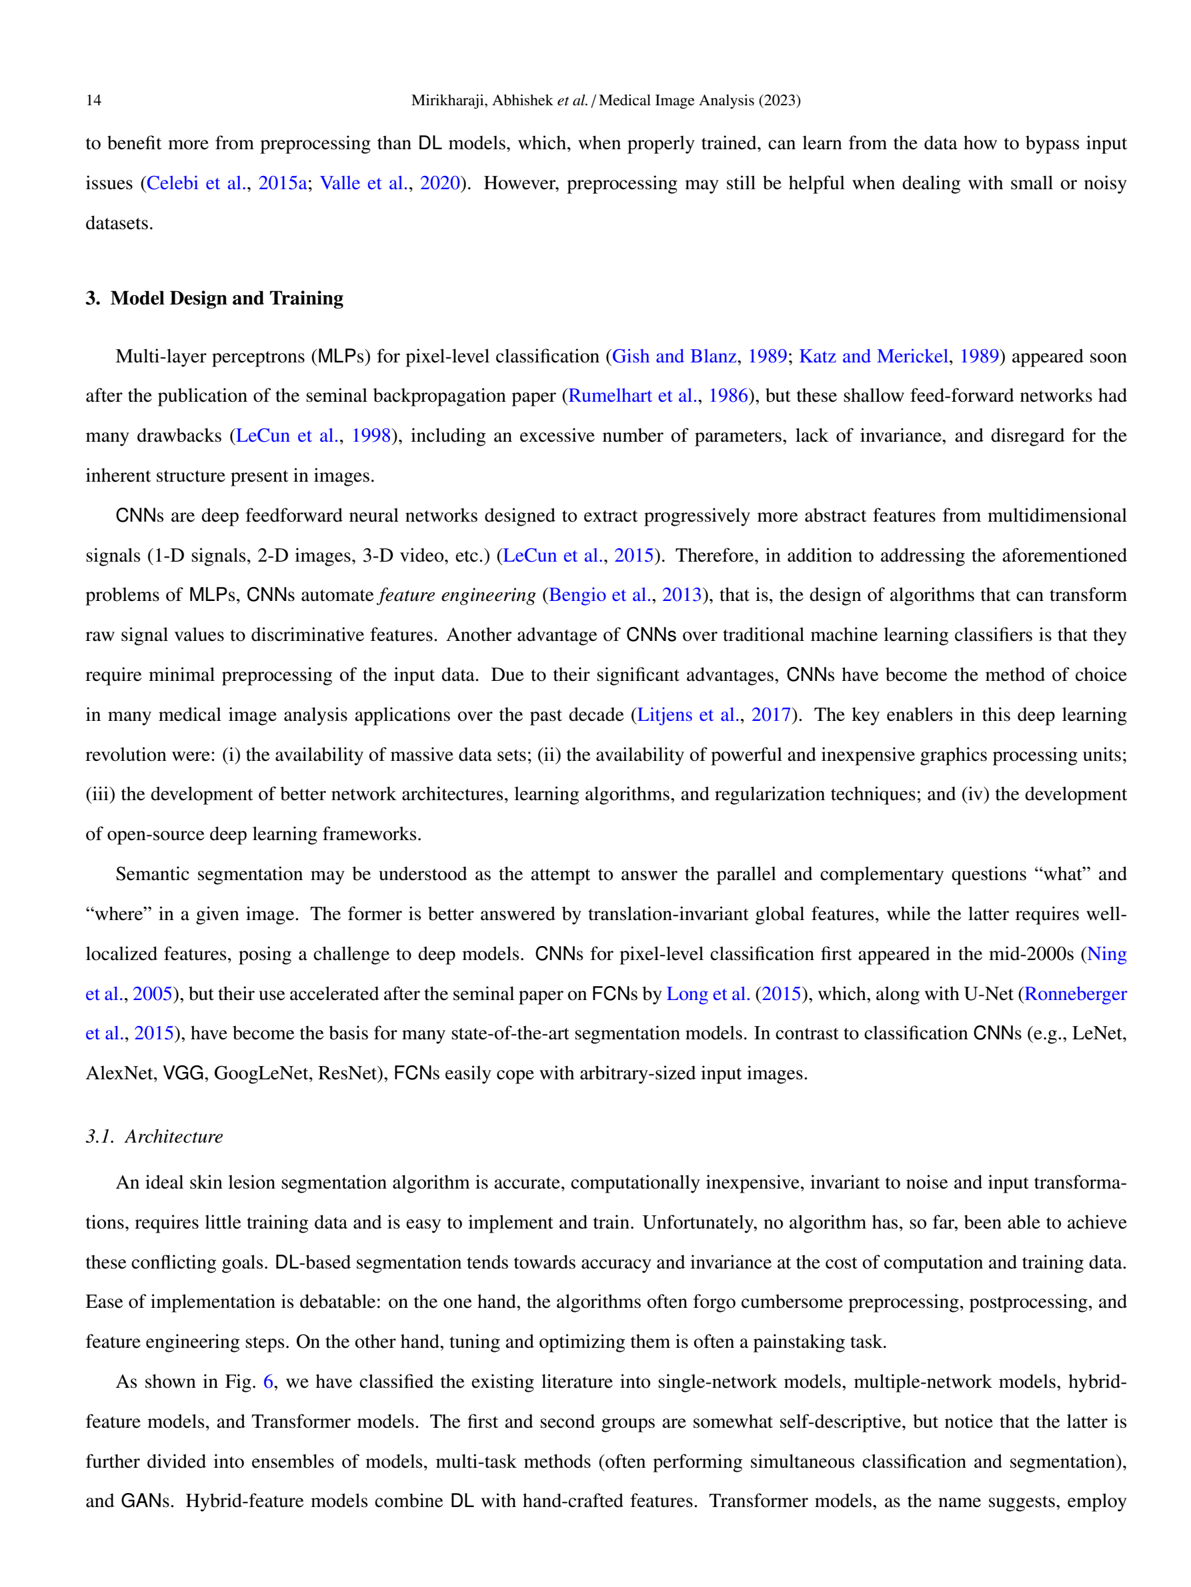 14
Mirikharaji, Abhishek et al. / Medical Image Analysis (2023)
to benefit more from preprocessing than DL models, which, when properly trained, can learn from the data how to bypass input
issues (Celebi et al., 2015a; Valle et al., 2020). However, preprocessing may still be helpful when dealing with small or noisy
datasets.
3. Model Design and Training
Multi-layer perceptrons (MLPs) for pixel-level classification (Gish and Blanz, 1989; Katz and Merickel, 1989) appeared soon
after the publication of the seminal backpropagation paper (Rumelhart et al., 1986), but these shallow feed-forward networks had
many drawbacks (LeCun et al., 1998), including an excessive number of parameters, lack of invariance, and disregard for the
inherent structure present in images.
CNNs are deep feedforward neural networks designed to extract progressively more abstract features from multidimensional
signals (1-D signals, 2-D images, 3-D video, etc.) (LeCun et al., 2015). Therefore, in addition to addressing the aforementioned
problems of MLPs, CNNs automate feature engineering (Bengio et al., 2013), that is, the design of algorithms that can transform
raw signal values to discriminative features. Another advantage of CNNs over traditional machine learning classifiers is that they
require minimal preprocessing of the input data. Due to their significant advantages, CNNs have become the method of choice
in many medical image analysis applications over the past decade (Litjens et al., 2017). The key enablers in this deep learning
revolution were: (i) the availability of massive data sets; (ii) the availability of powerful and inexpensive graphics processing units;
(iii) the development of better network architectures, learning algorithms, and regularization techniques; and (iv) the development
of open-source deep learning frameworks.
Semantic segmentation may be understood as the attempt to answer the parallel and complementary questions “what” and
“where” in a given image. The former is better answered by translation-invariant global features, while the latter requires well-
localized features, posing a challenge to deep models. CNNs for pixel-level classification first appeared in the mid-2000s (Ning
et al., 2005), but their use accelerated after the seminal paper on FCNs by Long et al. (2015), which, along with U-Net (Ronneberger
et al., 2015), have become the basis for many state-of-the-art segmentation models. In contrast to classification CNNs (e.g., LeNet,
AlexNet, VGG, GoogLeNet, ResNet), FCNs easily cope with arbitrary-sized input images.
3.1. Architecture
An ideal skin lesion segmentation algorithm is accurate, computationally inexpensive, invariant to noise and input transforma-
tions, requires little training data and is easy to implement and train. Unfortunately, no algorithm has, so far, been able to achieve
these conflicting goals. DL-based segmentation tends towards accuracy and invariance at the cost of computation and training data.
Ease of implementation is debatable: on the one hand, the algorithms often forgo cumbersome preprocessing, postprocessing, and
feature engineering steps. On the other hand, tuning and optimizing them is often a painstaking task.
As shown in Fig. 6, we have classified the existing literature into single-network models, multiple-network models, hybrid-
feature models, and Transformer models. The first and second groups are somewhat self-descriptive, but notice that the latter is
further divided into ensembles of models, multi-task methods (often performing simultaneous classification and segmentation),
and GANs. Hybrid-feature models combine DL with hand-crafted features. Transformer models, as the name suggests, employ